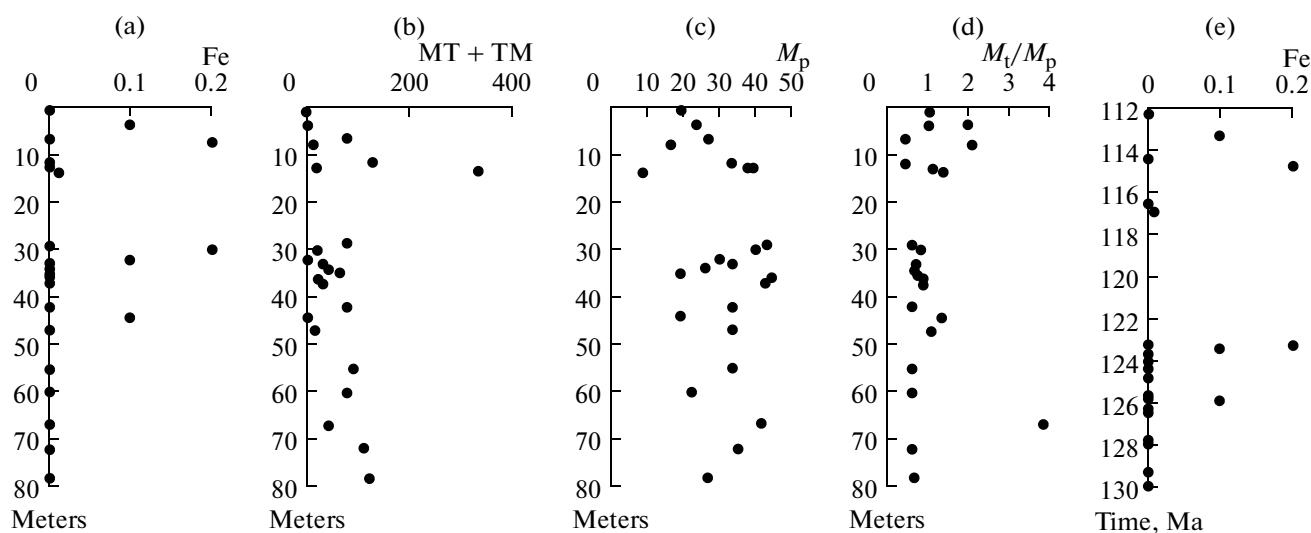 (a) (b) (c) (d) (e)
Fe MT + TM Mp Mt/Mp Fe
0 0.1 0.2 0 200 400 0 10 20 30 40 50 0 1 2 3 4 0 0.1 0.2
112
10 10 10 10 114
116
20 20 20 20
118
30 30 30 30
40 40 40 40 120
50 50 50 50 122
124
60 60 60 60
126
70 70 70 70 128
80 80 80 80 130
Meters Meters Meters Meters Time, Ma